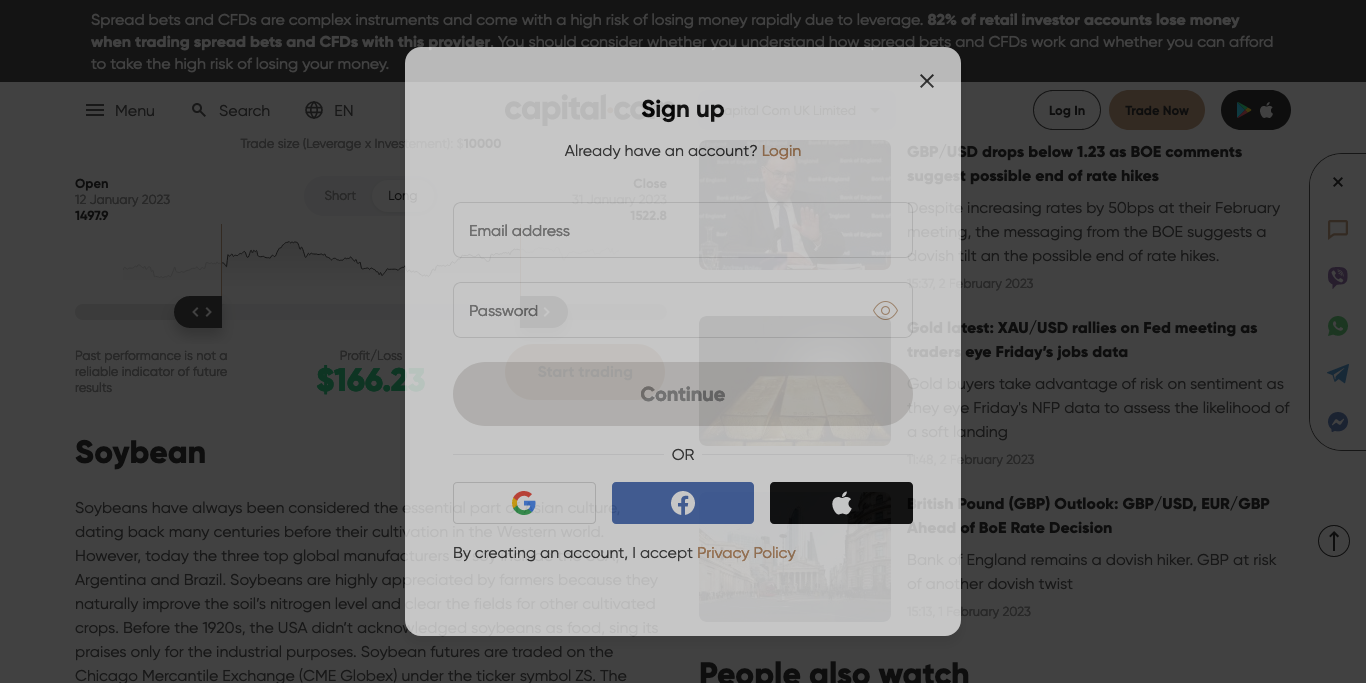 Spread bets and CFDs are complex instruments and come with a high risk of losing money rapidly due to leverage. 82% of retail investor accounts lose money
when trading spread bets and CFDs with this provider. You should consider whether you understand how spread bets and CFDs work and whether you can afford
to take the high risk of losing your money.
Menu
Search
EN
capital.co
Capital Com UK Limited
Log In
Trade Now
Sign up
Already have an account? Login
Email address
Password
Continue
OR
By creating an account, I accept Privacy Policy
Trade size (Leverage x Investement): $10000
Open
12 January 2023
1497.9
Short
Long
Close
31 January 2023
1522.8
Past performance is not a
reliable indicator of future
results
Profit/Loss
$166.23
Start trading
Soybean
Soybeans have always been considered the essential part of Asian culture,
dating back many centuries before their cultivation in the Western world.
However, today the three top global manufacturers
Argentina and Brazil. Soybeans are highly appreciated by farmers because they
naturally improve the soil's nitrogen level and clear the fields for other cultivated
crops. Before the 1920s, the USA didn't acknowledged soybeans as food, sing its
praises only for the industrial purposes. Soybean futures are traded on the
Chicago Mercantile Exchange (CME Globex) under the ticker symbol ZS. The
GBP/USD drops below 1.23 as BOE comments
suggest possible end of rate hikes
Despite increasing rates by 50bps at their February
meeting, the messaging from the BOE suggests a
dovish tilt an the possible end of rate hikes.
15:37, 2 February 2023
Gold latest: XAU/USD rallies on Fed meeting as
traders eye Friday's jobs data
Gold buyers take advantage of risk on sentiment as
they eye Friday's NFP data to assess the likelihood of
a soft landing
11:48, 2 February 2023
British Pound (GBP) Outlook: GBP/USD, EUR/GBP
Ahead of BoE Rate Decision
Bank of England remains a dovish hiker. GBP at risk
of another dovish twist
15:13, 1 February 2023
People also watch